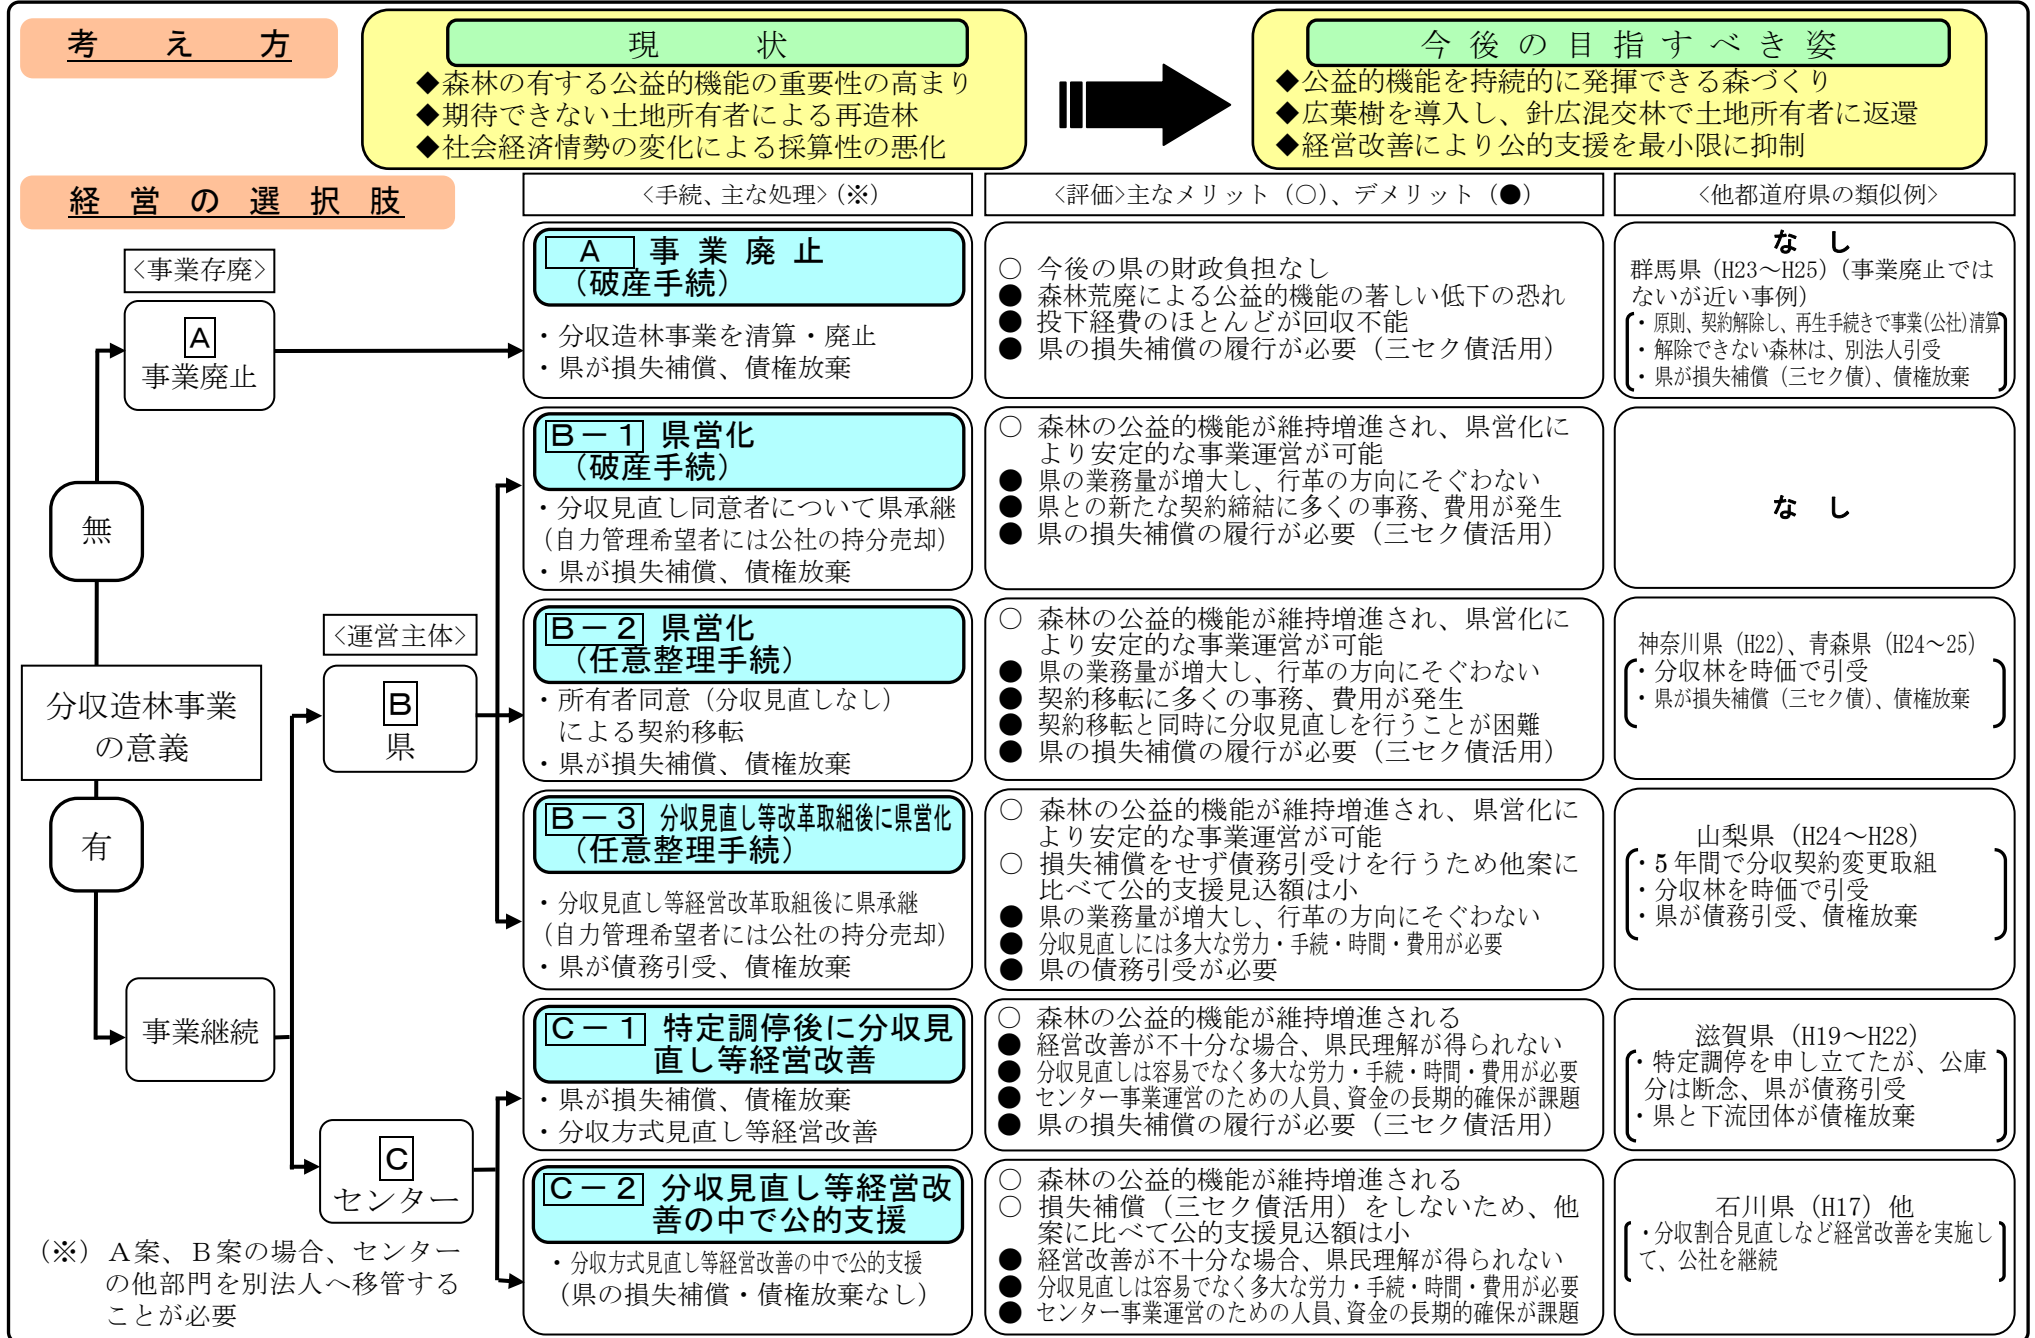 考え方
現状
◆森林の有する公益的機能の重要性の高まり
◆期待できない土地所有者による再造林
◆社会経済情勢の変化による採算性の悪化
今後の目指すべき姿
◆公益的機能を持続的に発揮できる森づくり
◆広葉樹を導入し、針広混交林で土地所有者に返還
◆経営改善により公的支援を最小限に抑制
経営の選択肢
<手続、主な処理>(※)
<評価>主なメリット(○)、デメリット(●)
<他都道府県の類似例>
<事業存廃>
A
事業廃止
無
分収造林事業
の意義
有
事業継続
<運営主体>
B
県
C
センター
A 事業廃止
(破産手続)
・分収造林事業を清算・廃止
・県が損失補償、債権放棄
○ 今後の県の財政負担なし
● 森林荒廃による公益的機能の著しい低下の恐れ
● 投下経費のほとんどが回収不能
● 県の損失補償の履行が必要(三セク債活用)
なし
群馬県(H23～H25)(事業廃止では
ないが近い事例)
・原則、契約解除し、再生手続きで事業(公社)清算
・解除できない森林は、別法人引受
・県が損失補償(三セク債)、債権放棄
B－1 県営化
(破産手続)
・分収見直し同意者について県承継
(自力管理希望者には公社の持分売却)
・県が損失補償、債権放棄
○ 森林の公益的機能が維持増進され、県営化に
より安定的な事業運営が可能
● 県の業務量が増大し、行革の方向にそぐわない
● 県との新たな契約締結に多くの事務、費用が発生
● 県の損失補償の履行が必要(三セク債活用)
なし
B－2 県営化
(任意整理手続)
・所有者同意(分収見直しなし)
による契約移転
・県が損失補償、債権放棄
○ 森林の公益的機能が維持増進され、県営化に
より安定的な事業運営が可能
● 県の業務量が増大し、行革の方向にそぐわない
● 契約移転に多くの事務、費用が発生
● 契約移転と同時に分収見直しを行うことが困難
● 県の損失補償の履行が必要(三セク債活用)
神奈川県(H22)、青森県(H24～25)
・分収林を時価で引受
・県が損失補償(三セク債)、債権放棄
B－3 分収見直し等改革取組後に県営化
(任意整理手続)
・分収見直し等経営改革取組後に県承継
(自力管理希望者には公社の持分売却)
・県が債務引受、債権放棄
○ 森林の公益的機能が維持増進され、県営化に
より安定的な事業運営が可能
○ 損失補償をせず債務引受けを行うため他案に
比べて公的支援見込額は小
● 県の業務量が増大し、行革の方向にそぐわない
● 分収見直しには多大な労力・手続・時間・費用が必要
● 県の債務引受が必要
山梨県(H24～H28)
・5年間で分収契約変更取組
・分収林を時価で引受
・県が債務引受、債権放棄
C－1 特定調停後に分収見
直し等経営改善
・県が損失補償、債権放棄
・分収方式見直し等経営改善
○ 森林の公益的機能が維持増進される
● 経営改善が不十分な場合、県民理解が得られない
● 分収見直しは容易でなく多大な労力・手続・時間・費用が必要
● センター事業運営のための人員、資金の長期的確保が課題
● 県の損失補償の履行が必要(三セク債活用)
滋賀県(H19～H22)
・特定調停を申し立てたが、公庫
分は断念、県が債務引受
・県と下流団体が債権放棄
C－2 分収見直し等経営改
善の中で公的支援
・分収方式見直し等経営改善の中で公的支援
(県の損失補償・債権放棄なし)
○ 森林の公益的機能が維持増進される
○ 損失補償(三セク債活用)をしないため、他
案に比べて公的支援見込額は小
● 経営改善が不十分な場合、県民理解が得られない
● 分収見直しは容易でなく多大な労力・手続・時間・費用が必要
● センター事業運営のための人員、資金の長期的確保が課題
石川県(H17)他
・分収割合見直しなど経営改善を実施し
て、公社を継続
(※)A案、B案の場合、センター
の他部門を別法人へ移管する
ことが必要